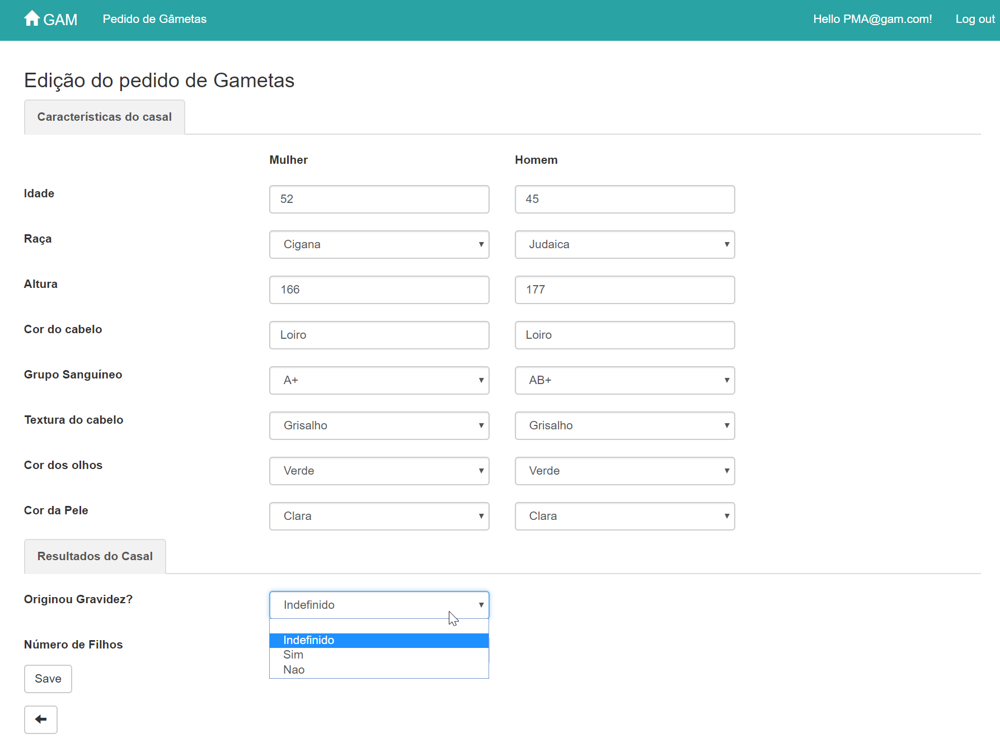 GAM Pedido de Gâmetas Hello PMA@gam.com! Log out
Edição do pedido de Gametas
Características do casal
Mulher Homem
Idade 52 45
Raça Cigana Judaica
Altura 166 177
Cor do cabelo Loiro Loiro
Grupo Sanguíneo A+ AB+
Textura do cabelo Grisalho Grisalho
Cor dos olhos Verde Verde
Cor da Pele Clara Clara
Resultados do Casal
Originou Gravidez? Indefinido
Indefinido
Número de Filhos
Sim
Nao
Save